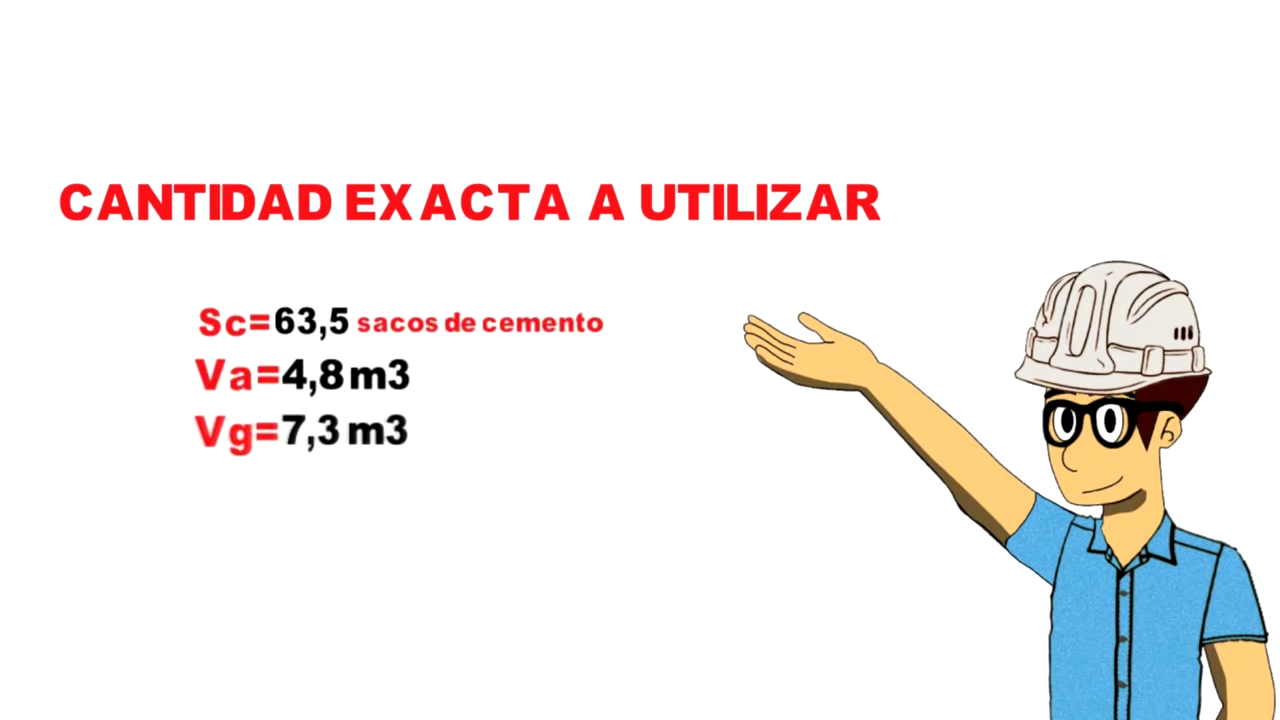 CANTIDAD EXACTA A UTILIZAR
Sc=63,5 sacos de cemento
Va=4,8 m3
Vg=7,3 m3